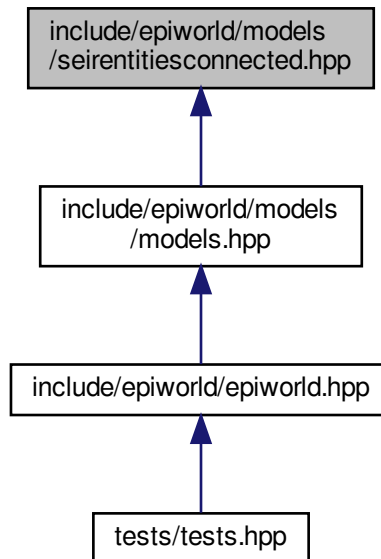 include/epiworld/models
/seirentitiesconnected.hpp
include/epiworld/models
/models.hpp
include/epiworld/epiworld.hpp
tests/tests.hpp